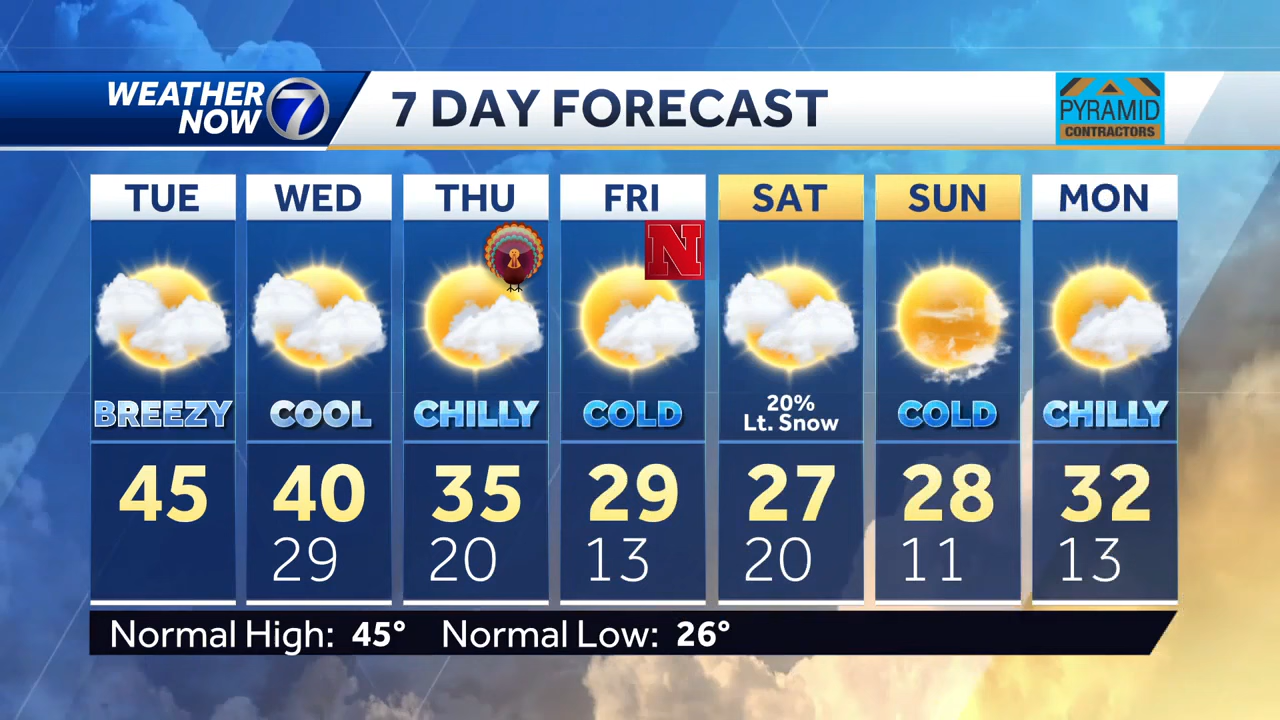 WEATHER
NOW
7
7 DAY FORECAST
PYRAMID
CONTRACTORS
TUE
WED
THU
FRI
SAT
SUN
MON
N
BREEZY
COOL
CHILLY
COLD
20%
Lt. Snow
COLD
CHILLY
45
40
35
29
27
28
32
29
20
13
20
11
13
Normal High: 45° Normal Low: 26°